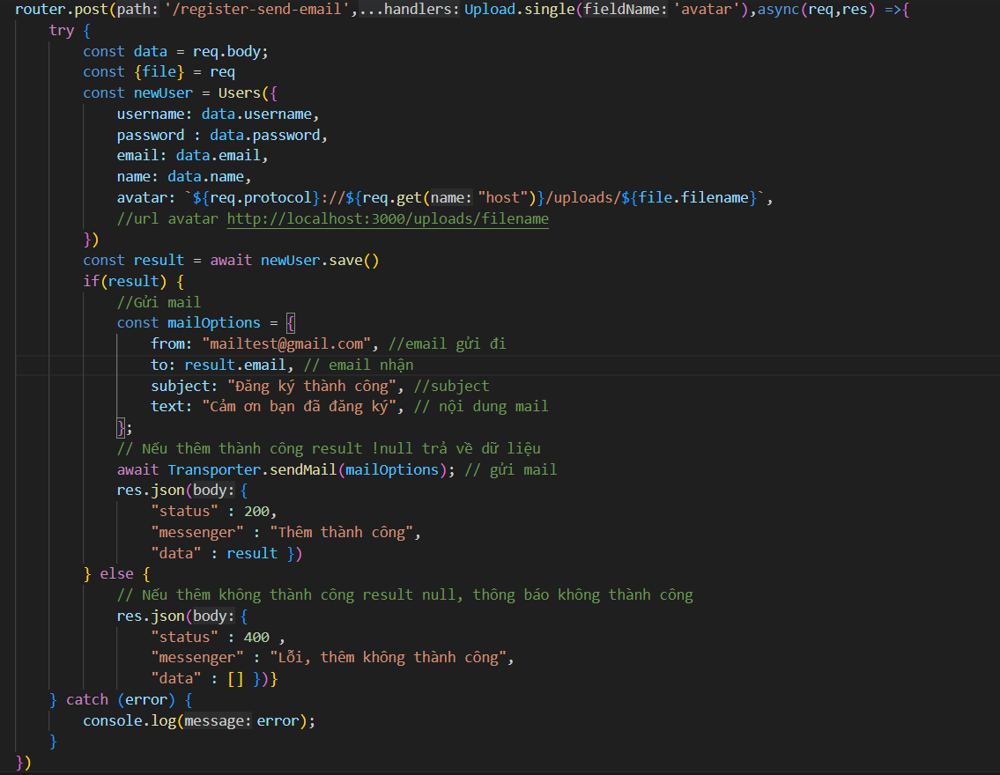 router.post(path: '/register-send-email',...handlers: Upload.single(fieldName: 'avatar'),async(req,res) =>{
    try {
        const data = req.body;
        const {file} = req
        const newUser = Users({
            username: data.username,
            password : data.password,
            email: data.email,
            name: data.name,
            avatar: `${req.protocol}://${req.get(name: "host")}/uploads/${file.filename}`,
            //url avatar http://localhost:3000/uploads/filename
        })
        const result = await newUser.save()
        if(result) {
            //Gửi mail
            const mailOptions = {
                from: "mailtest@gmail.com", //email gửi đi
                to: result.email, // email nhận
                subject: "Đăng ký thành công", //subject
                text: "Cảm ơn bạn đã đăng ký", // nội dung mail
            };
            // Nếu thêm thành công result !null trả về dữ liệu
            await Transporter.sendMail(mailOptions); // gửi mail
            res.json(body: {
                "status" : 200,
                "messenger" : "Thêm thành công",
                "data" : result })
        } else {
            // Nếu thêm không thành công result null, thông báo không thành công
            res.json(body: {
                "status" : 400 ,
                "messenger" : "Lỗi, thêm không thành công",
                "data" : [] })}
    } catch (error) {
        console.log(message: error);
    }
})